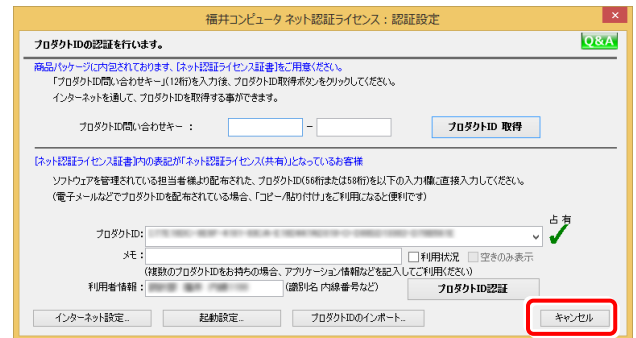 福井コンピュータ ネット認証ライセンス：認証設定
プロダクトIDの認証を行います。
Q&A
商品パッケージに内包されております、[ネット認証ライセンス証書]をご用意ください。
「プロダクトID問い合わせキー」(12桁)を入力後、プロダクトID取得ボタンをクリックしてください。
インターネットを通して、プロダクトIDを取得する事ができます。
プロダクトID問い合わせキー：
－
プロダクトID 取得
[ネット認証ライセンス証書]内の表記が「ネット認証ライセンス(共有)」となっているお客様
ソフトウェアを管理されている担当者様より配布された、プロダクトID(56桁または58桁)を以下の入力欄に直接入力してください。
(電子メールなどでプロダクトIDを配布されている場合、「コピー/貼り付け」をご利用になると便利です)
占有
プロダクトID：
メモ：
利用状況
空きのみ表示
(複数のプロダクトIDをお持ちの場合、アプリケーション情報などを記入してご利用ください)
利用者情報：
(識別名 内線番号など)
プロダクトID認証
インターネット設定...
起動設定...
プロダクトIDのインポート...
キャンセル